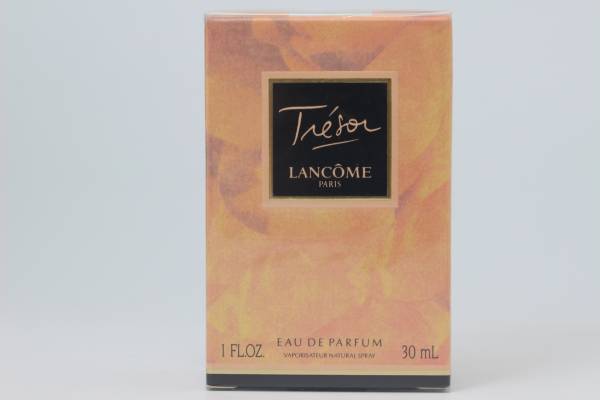 Trésor
LANCÔME
PARIS
EAU DE PARFUM
1 FL.OZ. VAPORISATEUR NATURAL SPRAY 30 mL